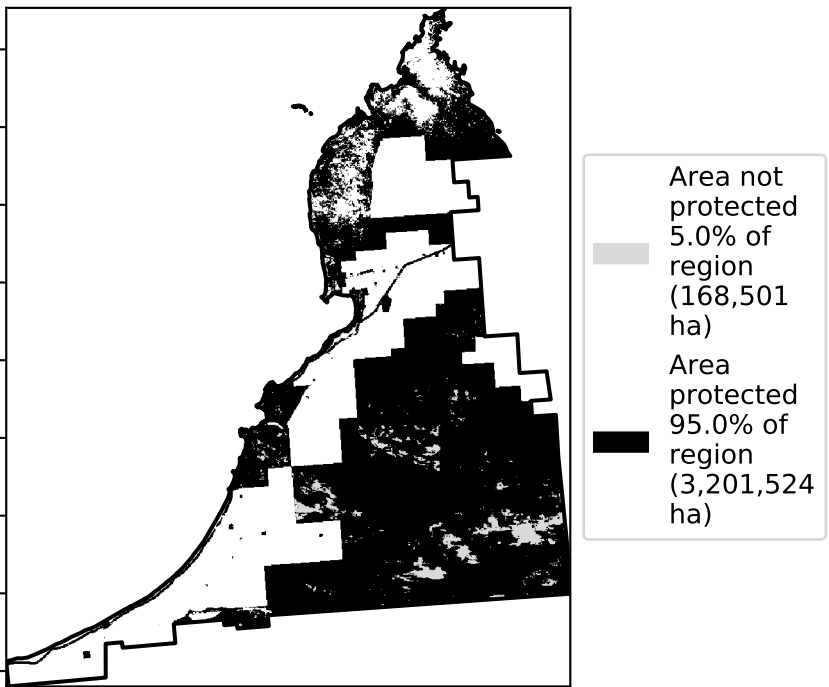 Area not
protected
5.0% of
region
(168,501
ha)
Area
protected
95.0% of
region
(3,201,524
ha)